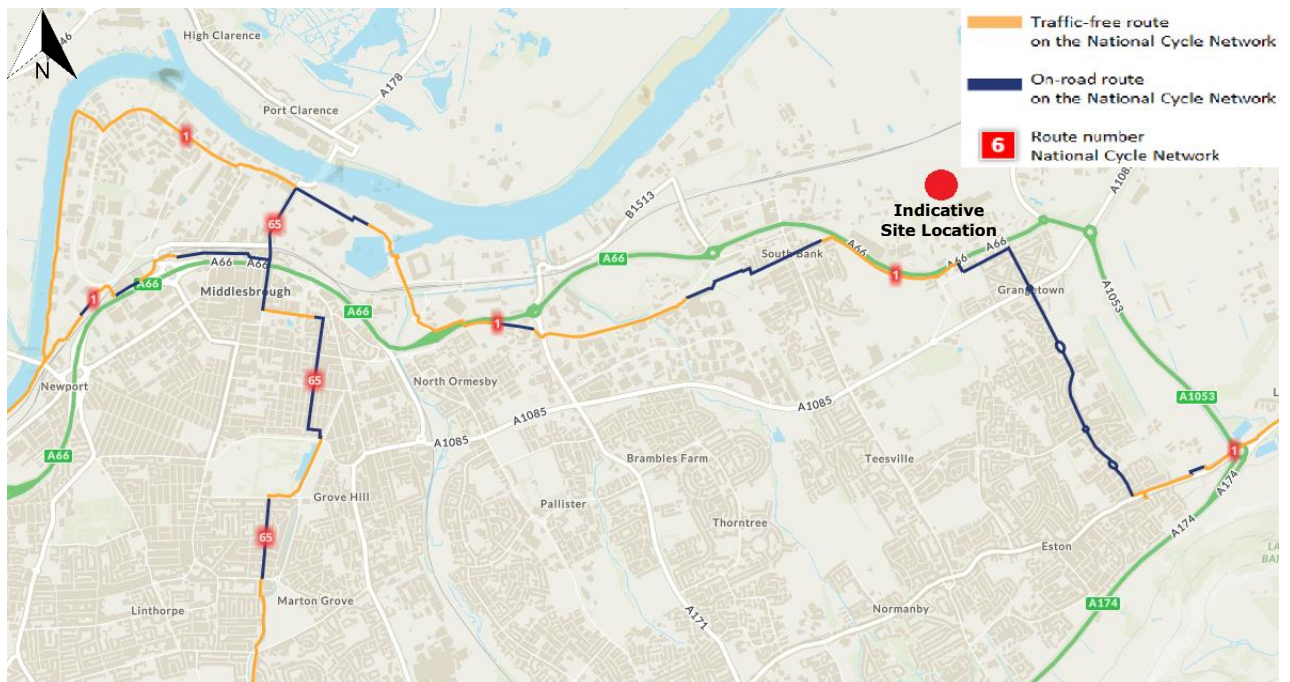 N
46
High Clarence
A178
Port Clarence
1
B1513
65
A66
A66
Middlesbrough
1
A66
A66
Newport
A66
65
North Ormesby
1
A66
South Bank
A66
1
A66
A66
Indicative
Site Location
Grangetown
A1053
A1053
A1085
A1085
Brambles Farm
Teesville
1
Grove Hill
Pallister
Thorntree
65
Eston
A174
A174
Linthorpe
Marton Grove
A171
Normanby
Traffic-free route
on the National Cycle Network
On-road route
on the National Cycle Network
6
Route number
National Cycle Network